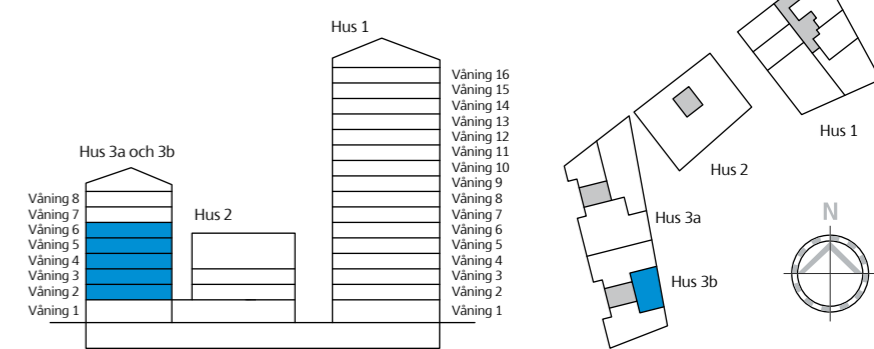 Hus 1
Våning 16
Våning 15
Våning 14
Våning 13
Våning 12
Våning 11
Våning 10
Våning 9
Våning 8
Våning 7
Våning 6
Våning 5
Våning 4
Våning 3
Våning 2
Våning 1
Hus 3a och 3b
Våning 8
Våning 7
Våning 6
Våning 5
Våning 4
Våning 3
Våning 2
Våning 1
Hus 2
Hus 1
Hus 2
Hus 3a
Hus 3b
N